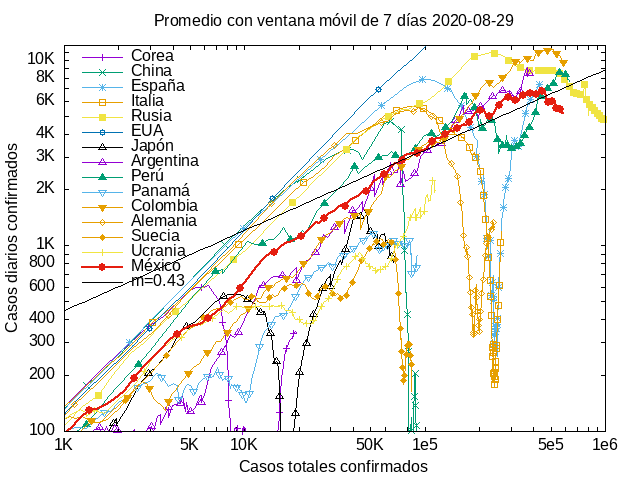 Promedio con ventana móvil de 7 días 2020-08-29
Casos diarios confirmados
10K
8K
6K
4K
3K
2K
1K
800
600
400
300
200
100
Corea
China
España
Italia
Rusia
EUA
Japón
Argentina
Perú
Panamá
Colombia
Alemania
Suecia
Ucrania
México
m=0.43
1K 5K 10K 50K 1e5 5e5 1e6
Casos totales confirmados